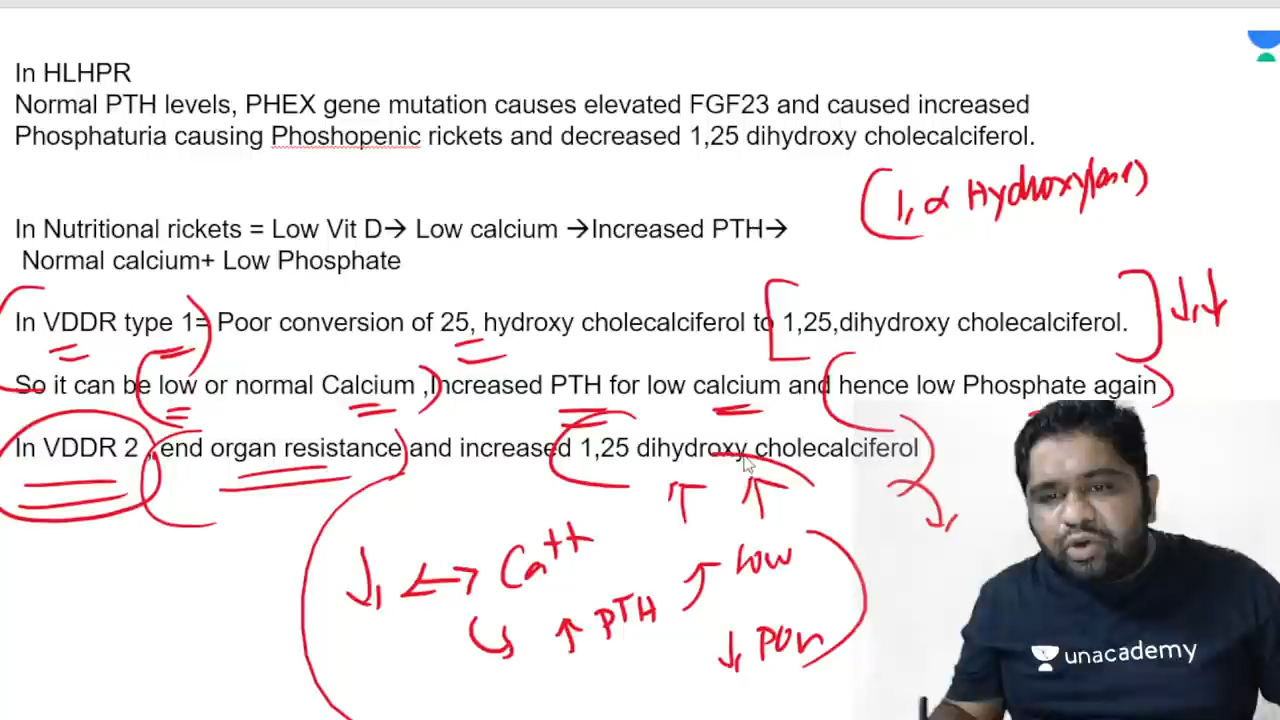 In HLHPR
Normal PTH levels, PHEX gene mutation causes elevated FGF23 and caused increased
Phosphaturia causing Phoshopenic rickets and decreased 1,25 dihydroxy cholecalciferol.
(1,α Hydroxylase)
In Nutritional rickets = Low Vit D→ Low calcium →Increased PTH→
Normal calcium+ Low Phosphate
In VDDR type 1= Poor conversion of 25, hydroxy cholecalciferol to 1,25,dihydroxy cholecalciferol. ↓↓
So it can be low or normal Calcium ,Increased PTH for low calcium and hence low Phosphate again
In VDDR 2 , end organ resistance and increased 1,25 dihydroxy cholecalciferol
↑ ↑ ↓
↓ ↔ Ca++ Low
↑ PTH
↓
unacademy